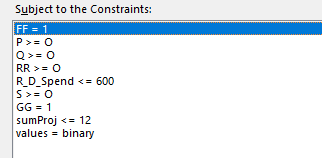 Subject to the Constraints:
FF = 1
P >= O
Q >= O
RR >= O
R_D_Spend <= 600
S >= O
GG = 1
sumProj <= 12
values = binary